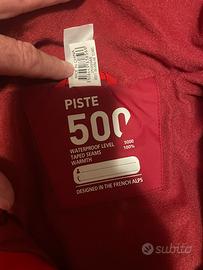 PISTE
500
WATERPROOF LEVEL 5000
TAPED SEAMS 100%
WARMTH
DESIGNED IN THE FRENCH ALPS
subito